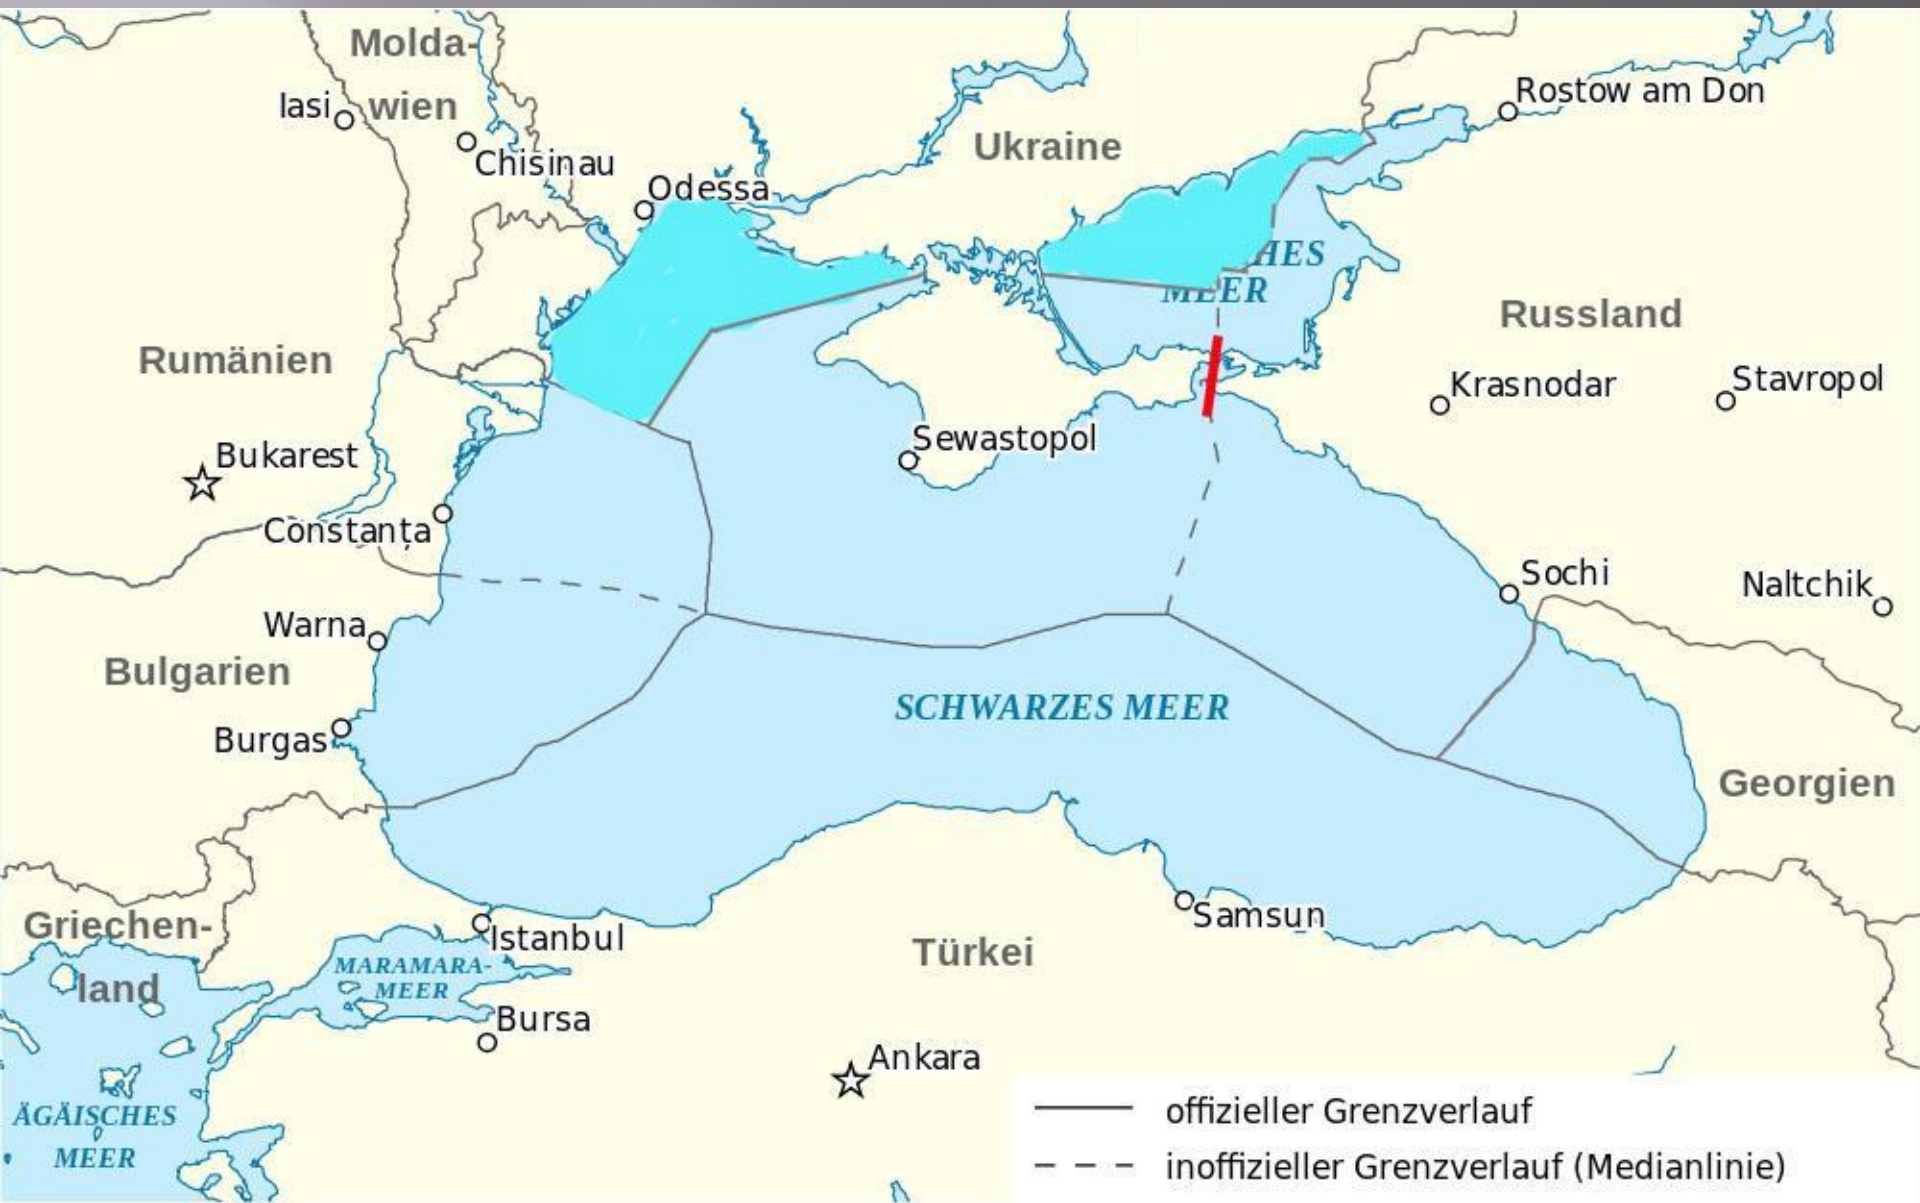 Molda-
wien
Iasi
Chisinau
Odessa
Ukraine
Rostow am Don
HES
MEER
Russland
Rumänien
Krasnodar
Stavropol
Bukarest
Sewastopol
Constanța
Sochi
Naltchik
Warna
Bulgarien
SCHWARZES MEER
Burgas
Georgien
Griechen-
land
Istanbul
Samsun
MARAMARA-
MEER
Türkei
Bursa
Ankara
ÄGÄISCHES
MEER
offizieller Grenzverlauf
inoffizieller Grenzverlauf (Medianlinie)